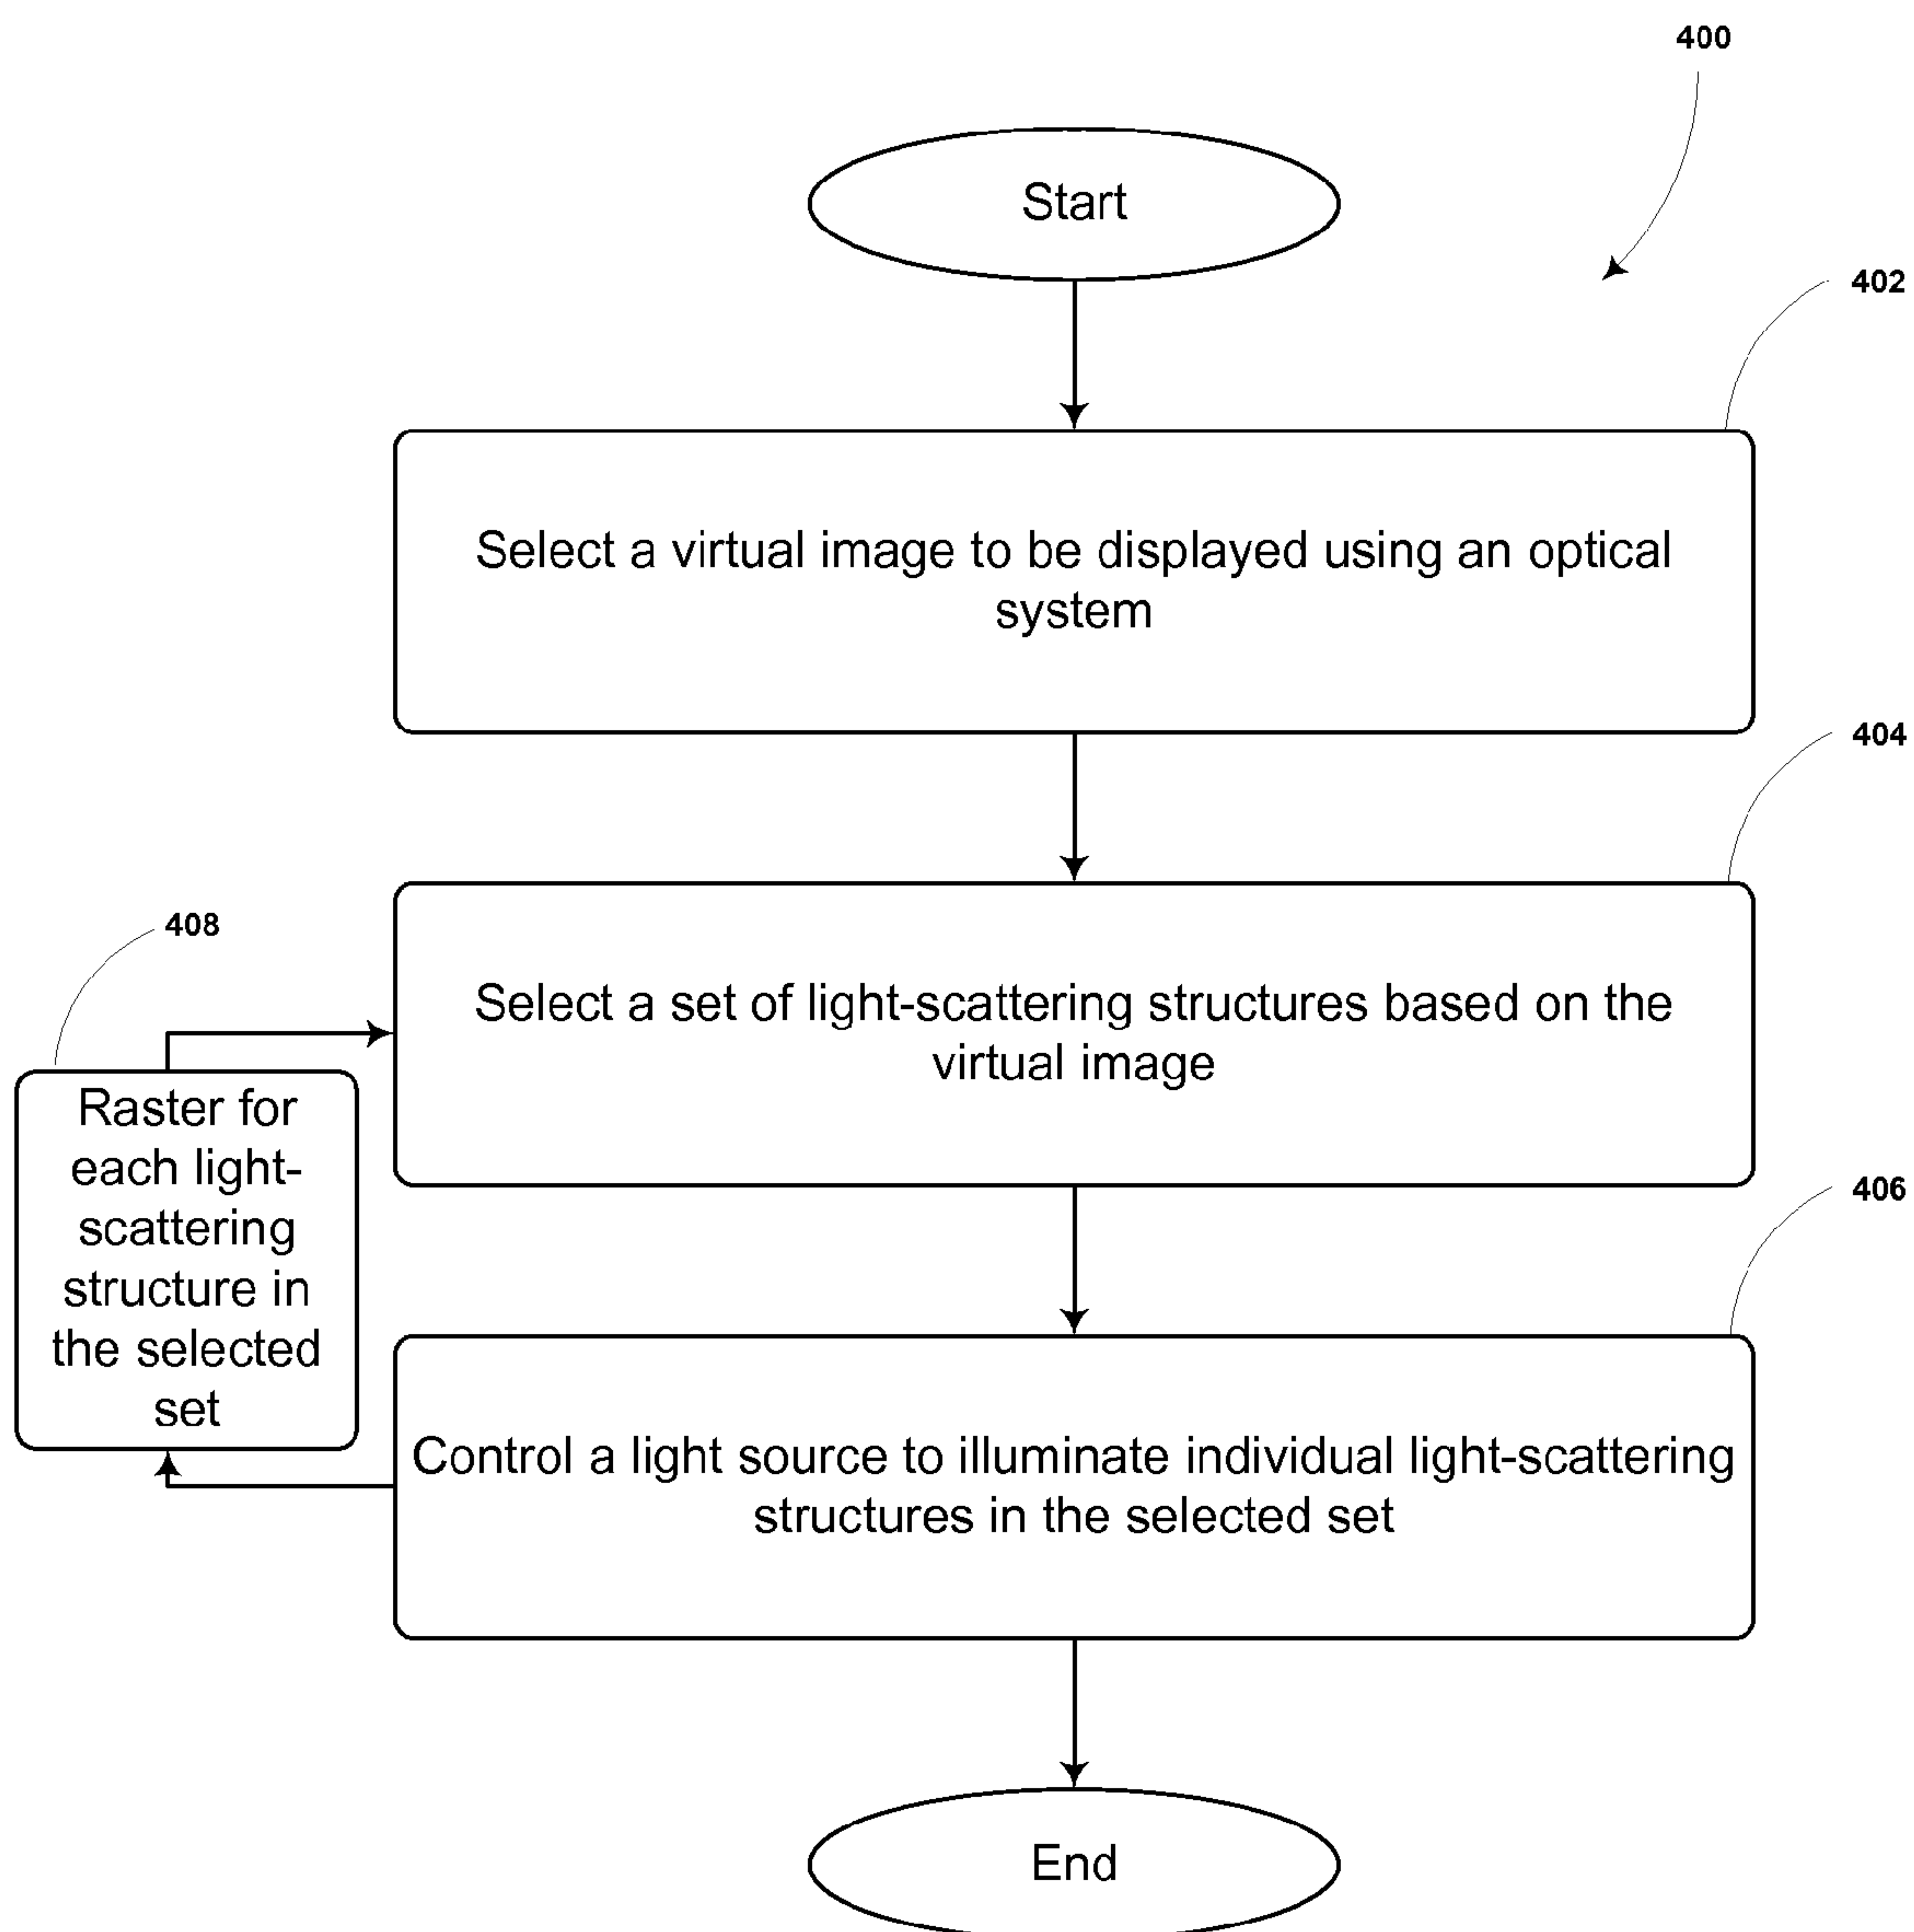 400
Start
402
Select a virtual image to be displayed using an optical
system
404
Select a set of light-scattering structures based on the
virtual image
408
Raster for
each light-
scattering
structure in
the selected
set
406
Control a light source to illuminate individual light-scattering
structures in the selected set
End